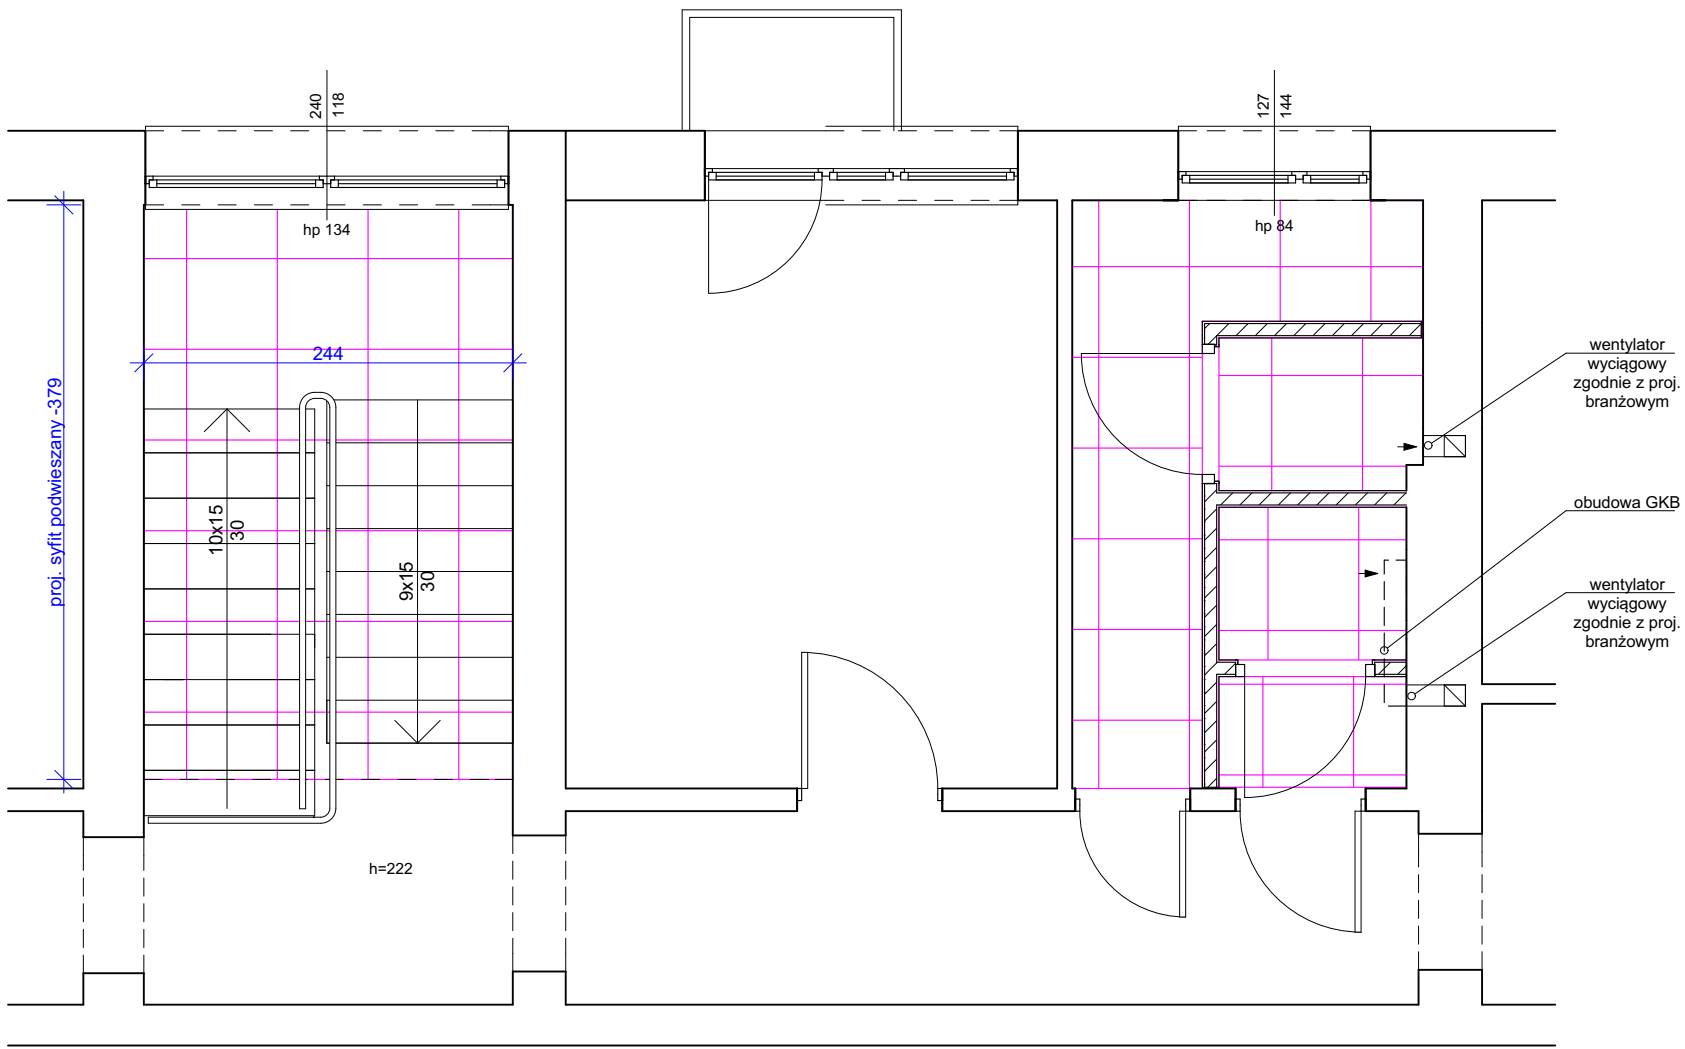 240
118
127
144
hp 134
hp 84
244
proj. syfit podwieszany -379
10x15
30
9x15
30
h=222
wentylator
wyciągowy
zgodnie z proj.
branżowym
obudowa GKB
wentylator
wyciągowy
zgodnie z proj.
branżowym